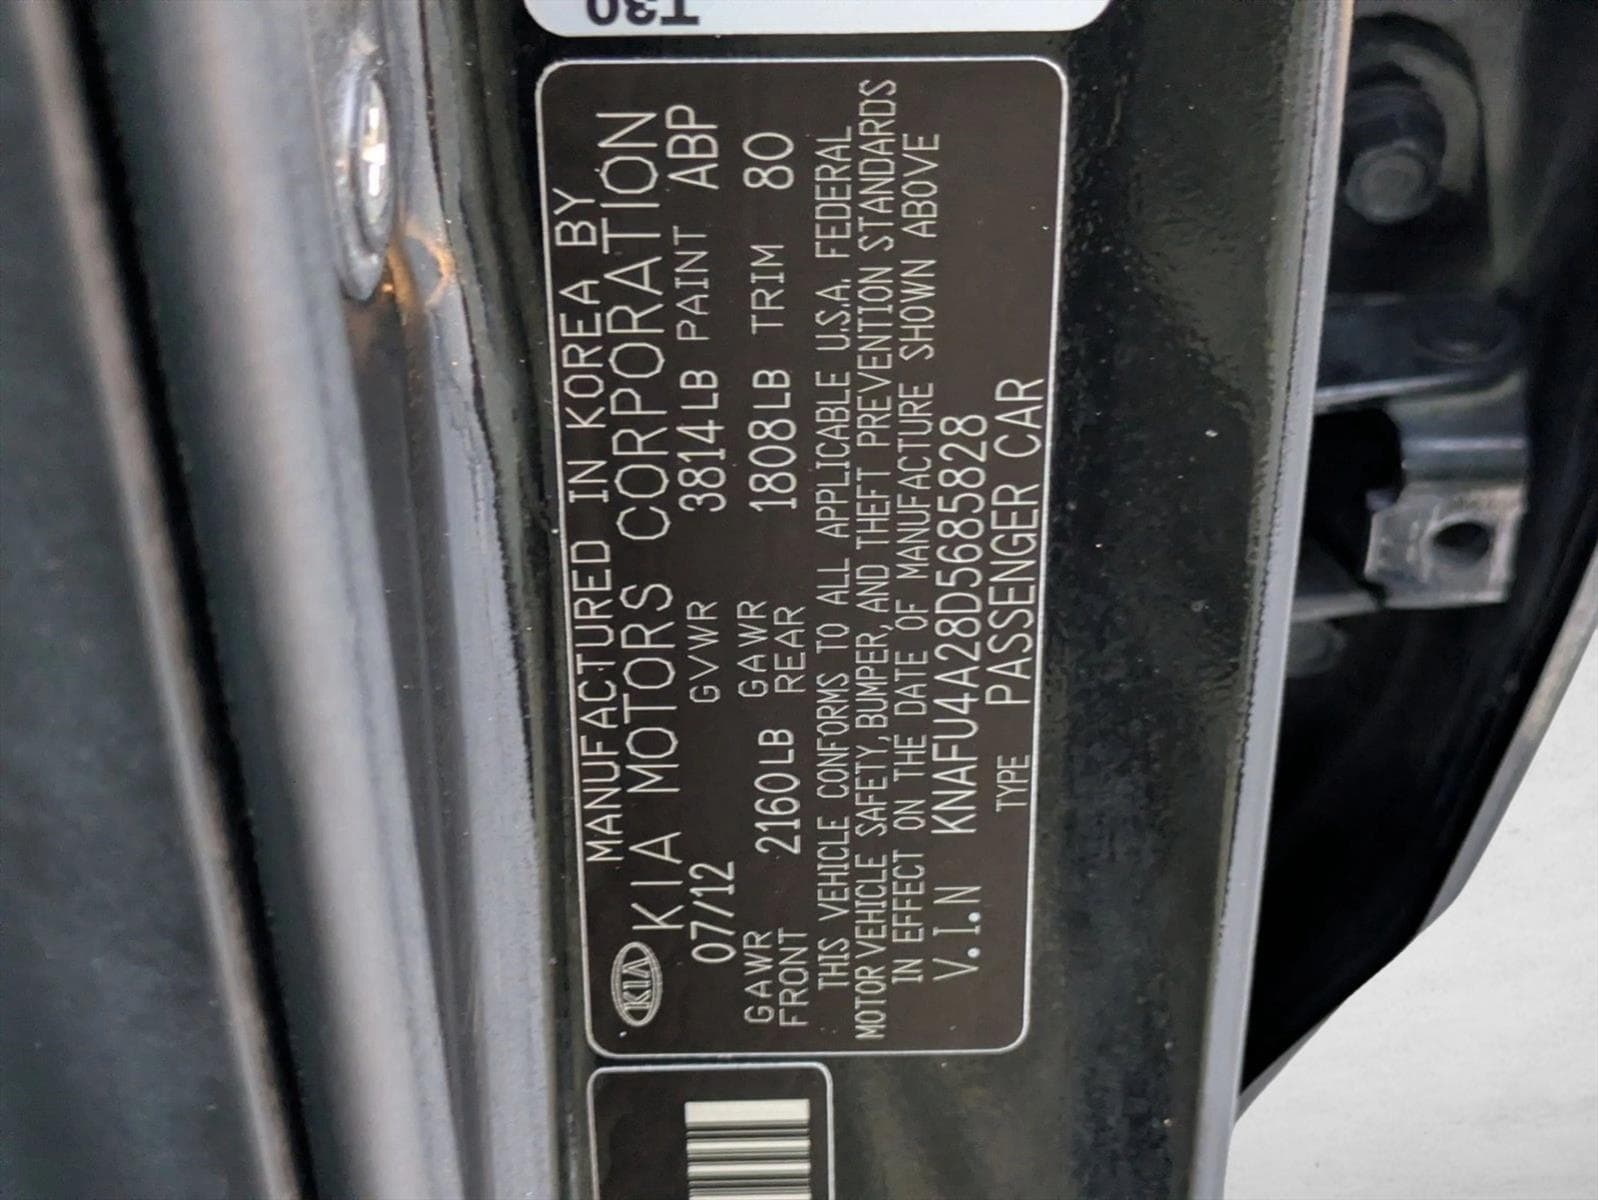 T30
MANUFACTURED IN KOREA BY
KIA KIA MOTORS CORPORATION
07/12 GVWR 3814LB PAINT ABP
GAWR FRONT 2160LB GAWR REAR 1808LB TRIM 80
THIS VEHICLE CONFORMS TO ALL APPLICABLE U.S.A. FEDERAL
MOTOR VEHICLE SAFETY, BUMPER, AND THEFT PREVENTION STANDARDS
IN EFFECT ON THE DATE OF MANUFACTURE SHOWN ABOVE
V.I.N KNAFU4A28D5685828
TYPE PASSENGER CAR